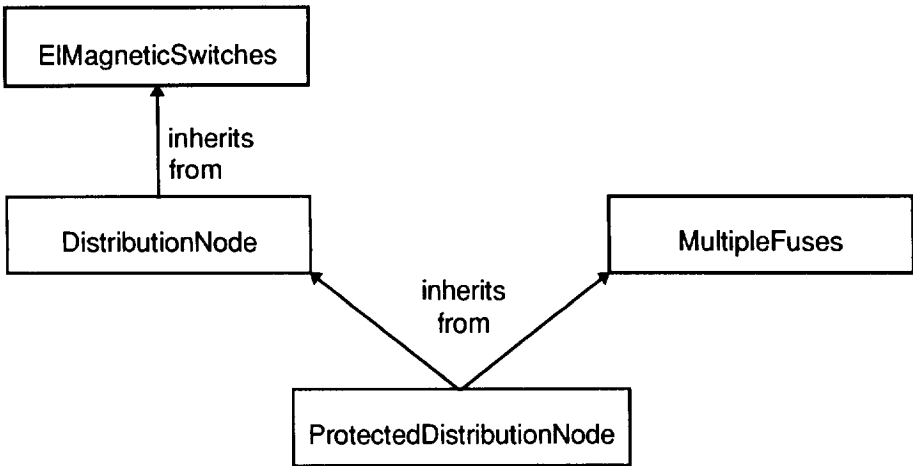 ElMagneticSwitches
inherits
from
DistributionNode
MultipleFuses
inherits
from
ProtectedDistributionNode